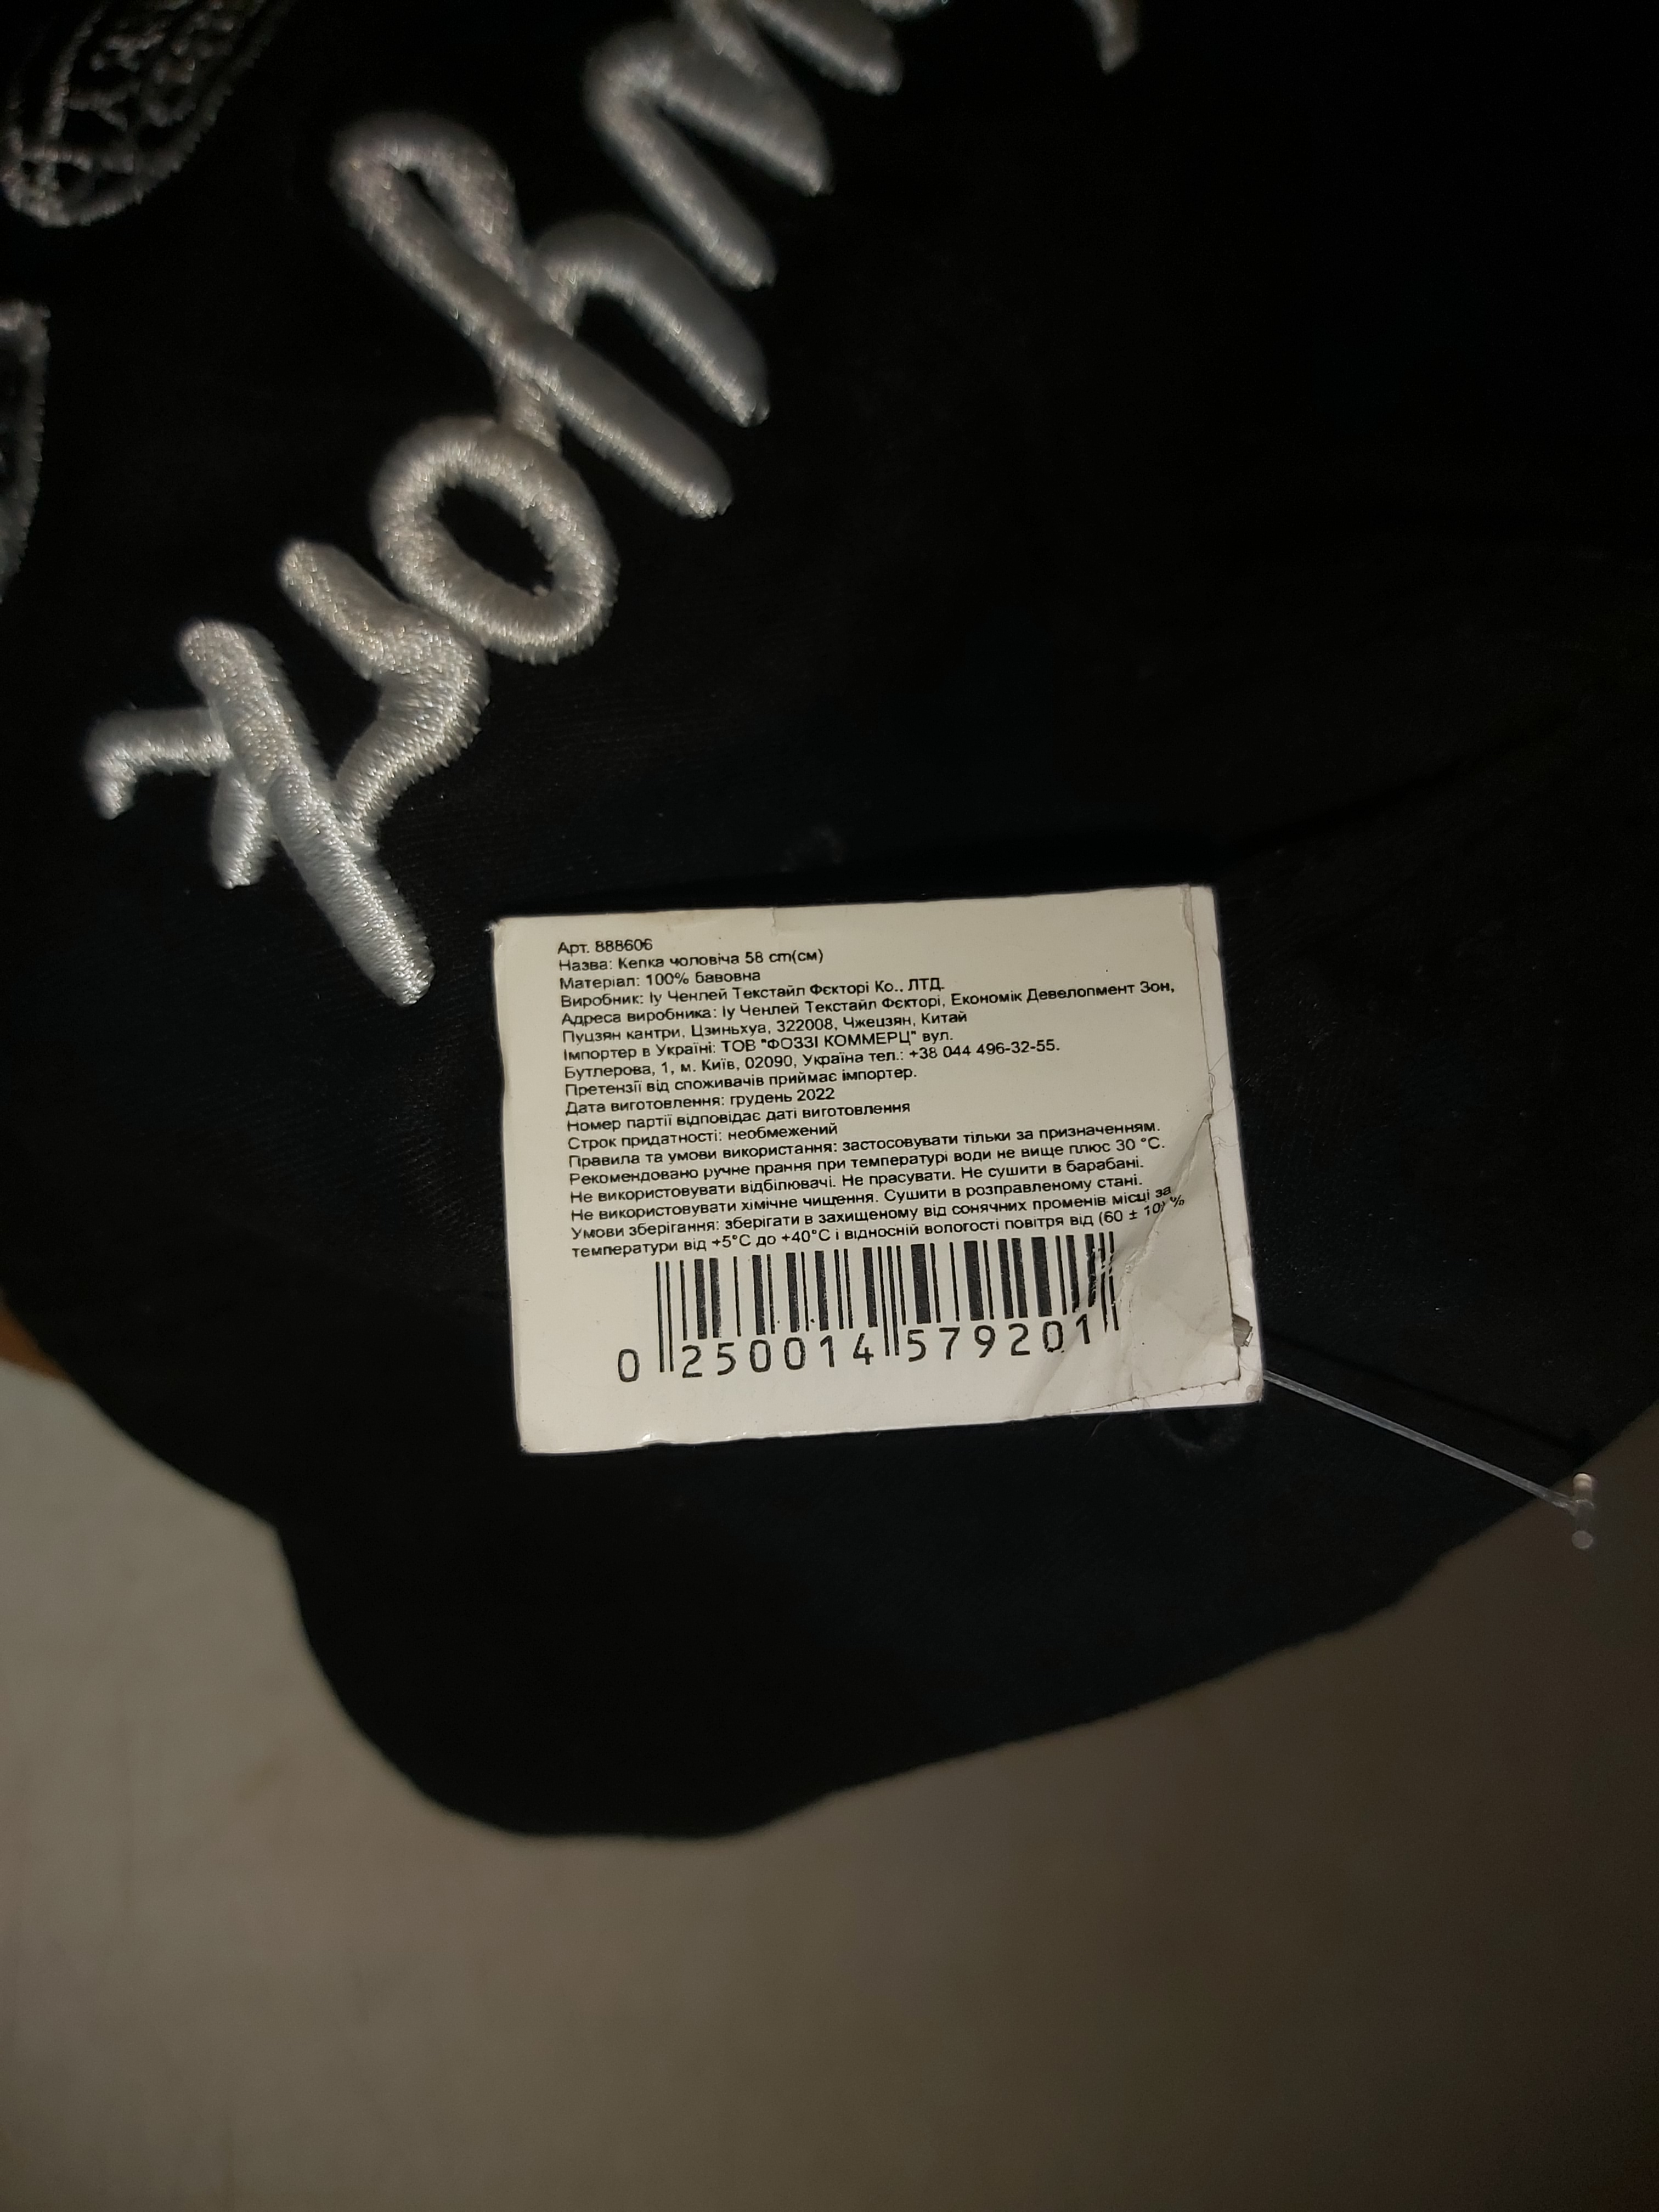 Арт. 888606
Назва: Кепка чоловіча 58 cm(см)
Матеріал: 100% бавовна
Виробник: Іу Ченлей Текстайл Фєкторі Ко.. ЛТД.
Адреса виробника: Іу Ченлей Текстайл Фєкторі, Економік Девелопмент Зон,
Пуцзян кантри, Цзиньхуа, 322008, Чжецзян, Китай
Імпортер в Україні: ТОВ "ФОЗЗІ КОММЕРЦ" вул.
Бутлерова, 1, м. Київ, 02090, Україна тел.: +38 044 496-32-55.
Претензії від споживачів приймає імпортер.
Дата виготовлення: грудень 2022
Номер партії відповідає даті виготовлення
Строк придатності: необмежений
Правила та умови використання: застосовувати тільки за призначенням.
Рекомендовано ручне прання при температурі води не вище плюс 30 °C.
Не використовувати відбілювачі. Не прасувати. Не сушити в барабані.
Не використовувати хімічне чищення. Сушити в розправленому стані.
Умови зберігання: зберігати в захищеному від сонячних променів місці за
температури від +5°C до +40°C і відносній вологості повітря від (60 ± 10) %
0 250014 579201